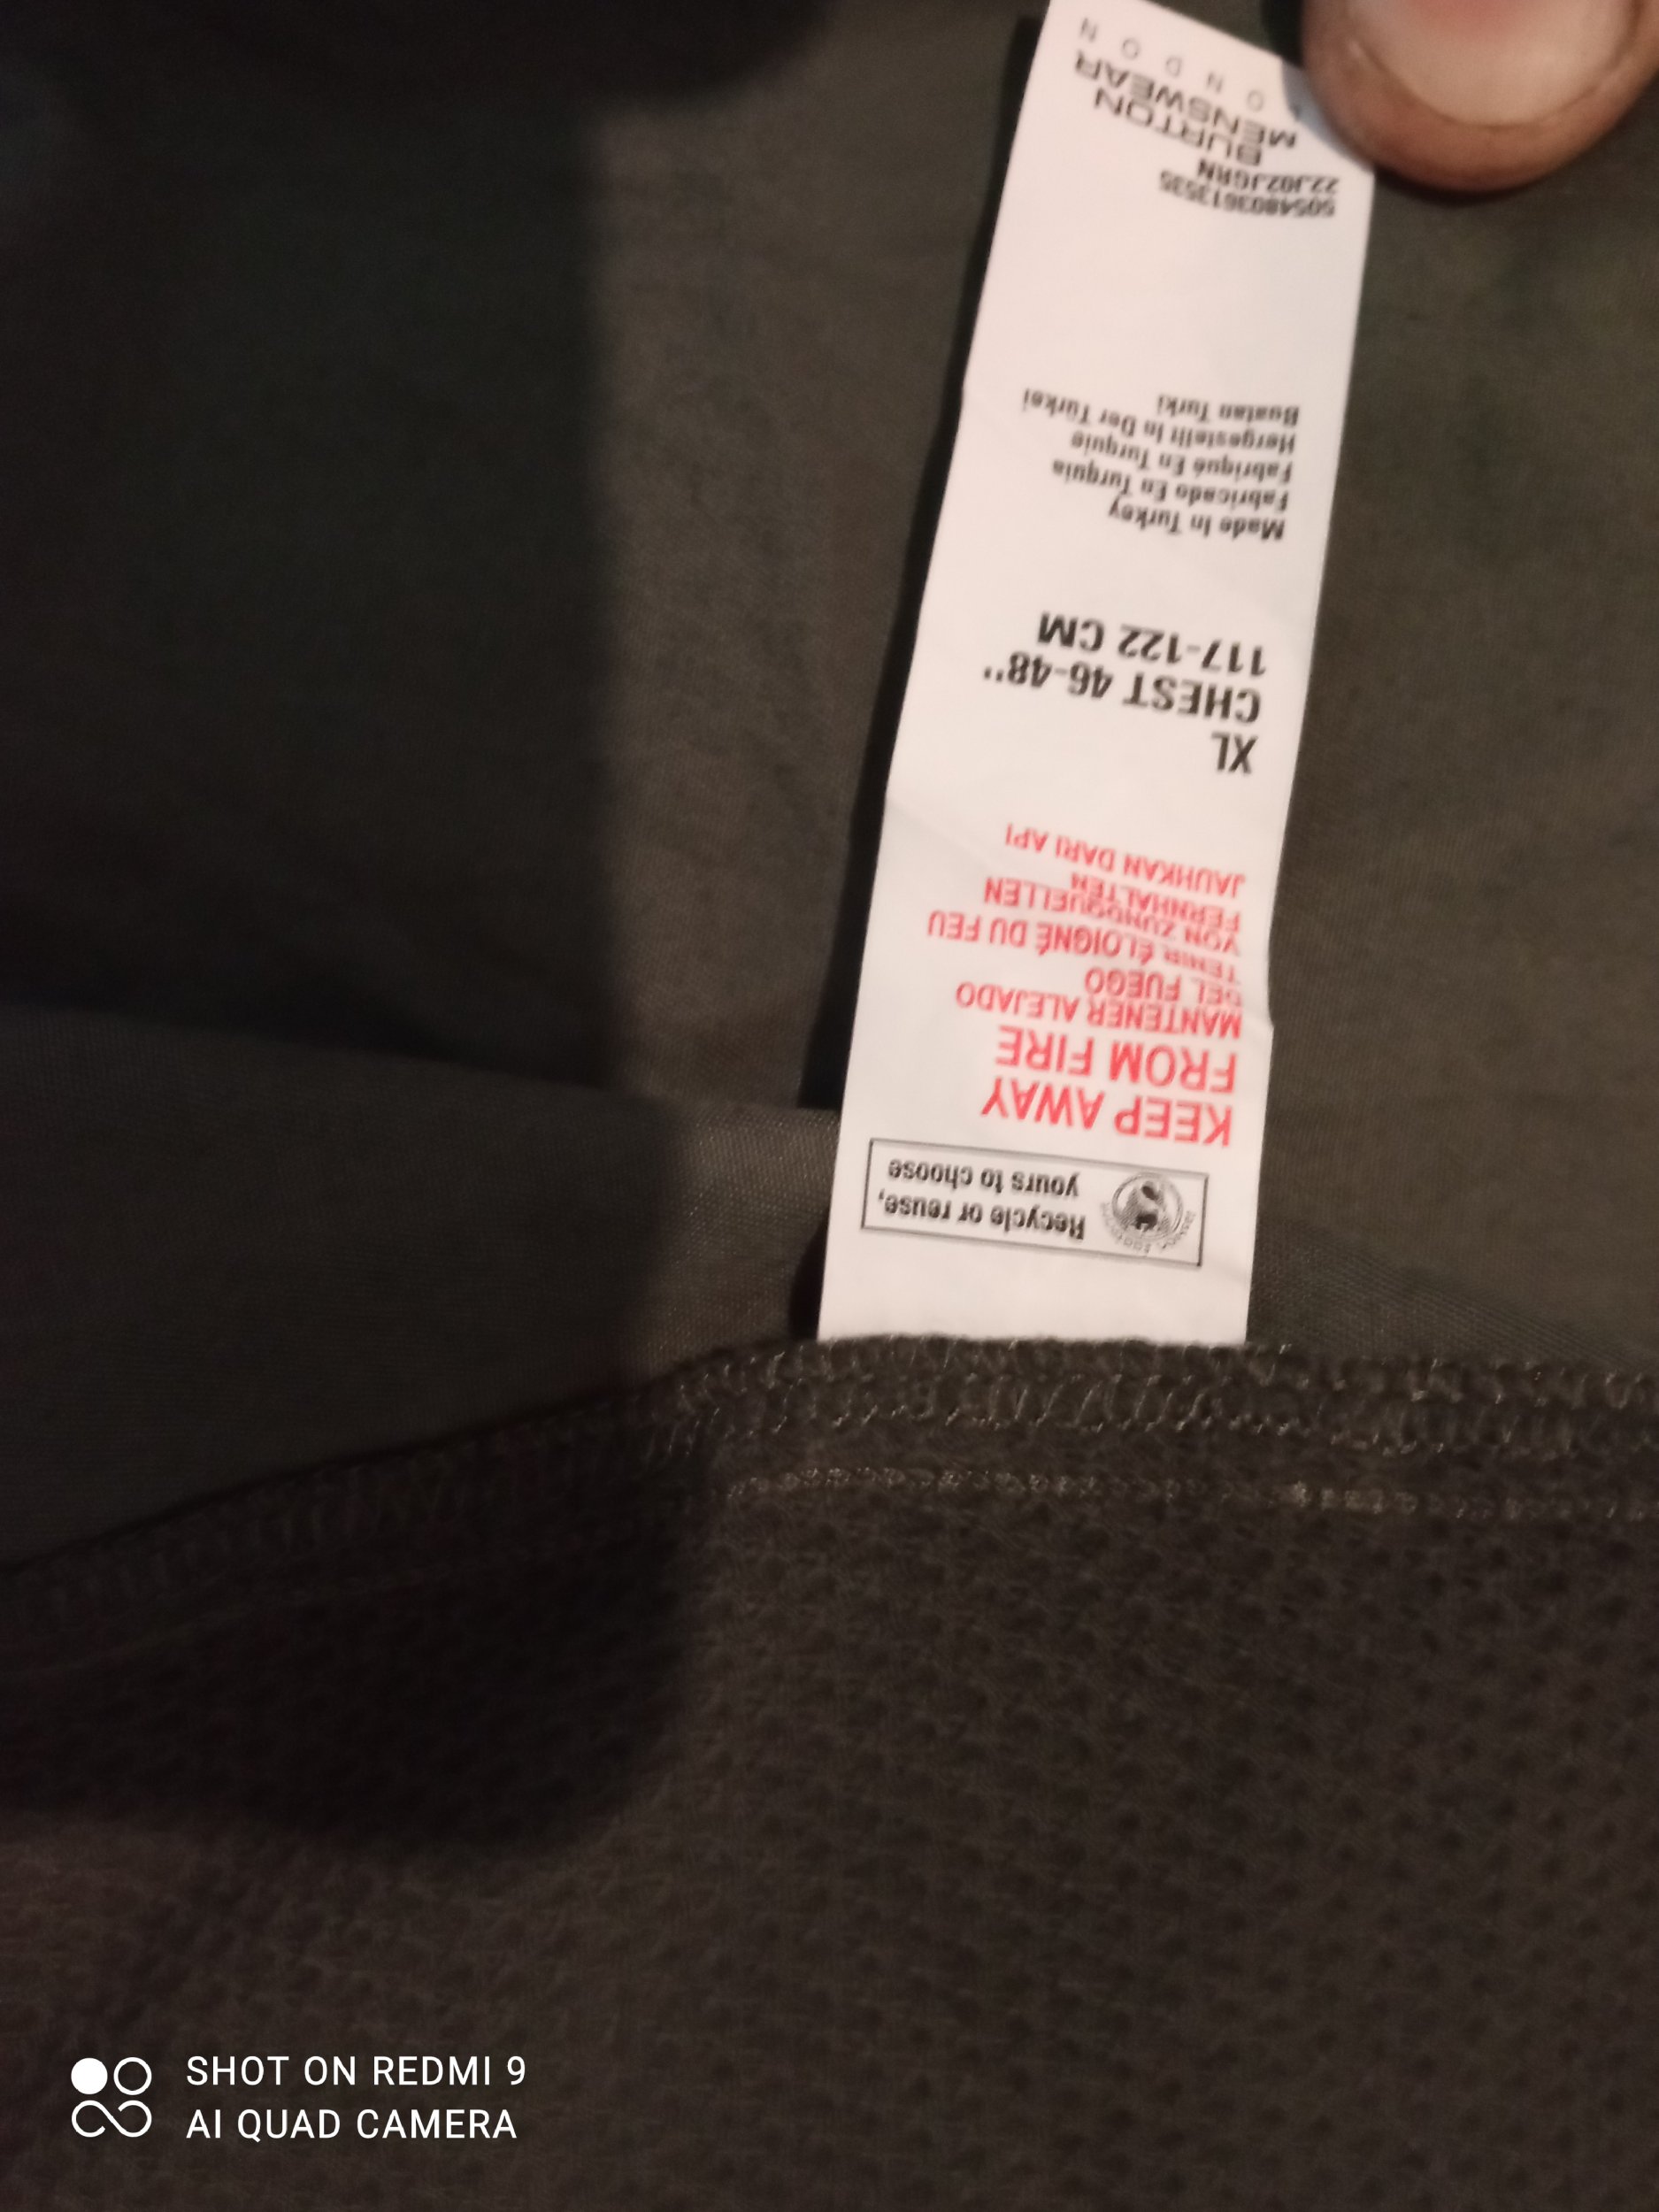 Recycle or reuse,
yours to choose
KEEP AWAY
FROM FIRE
MANTENER ALEJADO
DEL FUEGO
TENIR ÉLOIGNÉ DU FEU
VON ZÜNDQUELLEN
FERNHALTEN
JAUHKAN DARI API
XL
CHEST 46-48"
117-122 CM
Made In Turkey
Fabricado En Turquia
Fabriqué En Turquie
Hergestellt In Der Türkei
Buatan Turki
5054803613535
22J02JGRN
BURTON
MENSWEAR
LONDON
SHOT ON REDMI 9
AI QUAD CAMERA